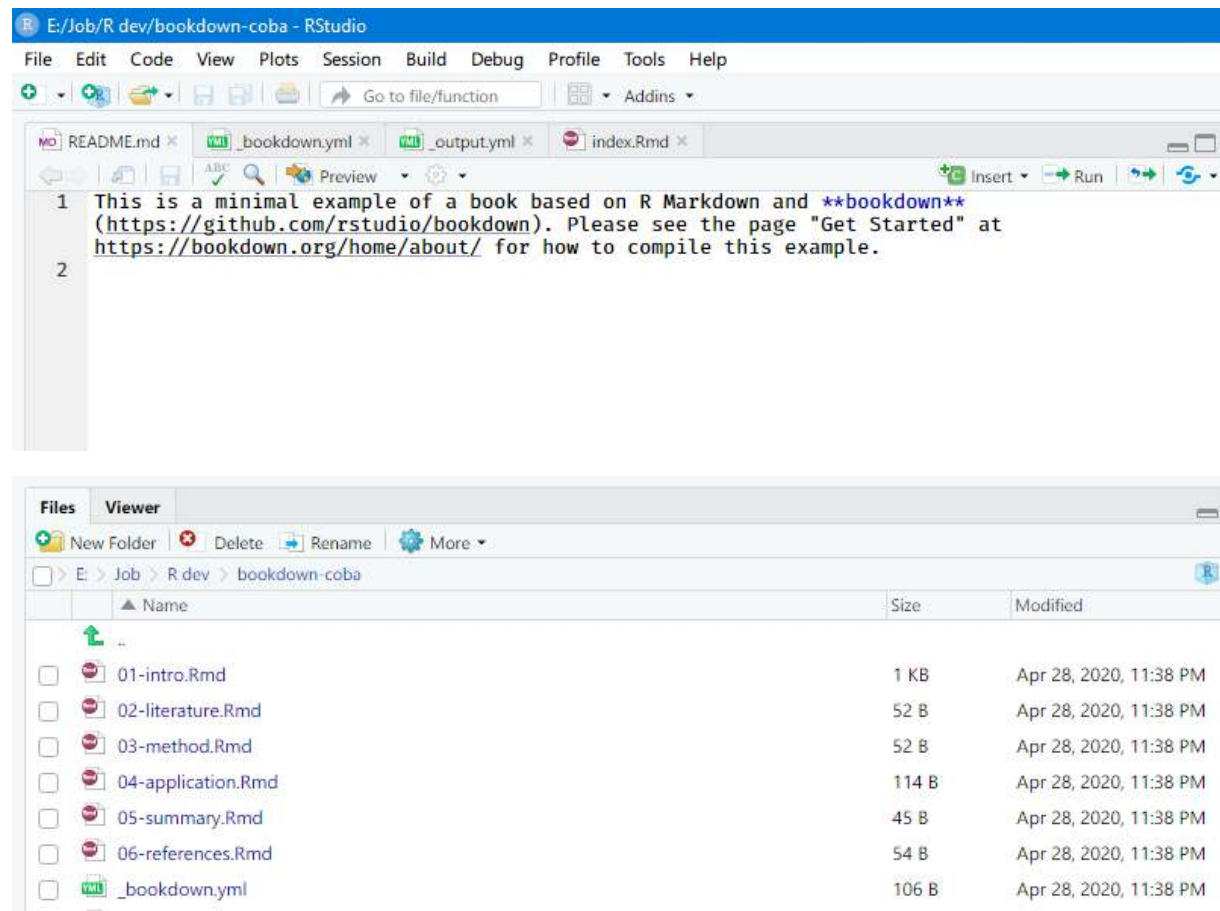 E:/Job/R dev/bookdown-coba - RStudio
File Edit Code View Plots Session Build Debug Profile Tools Help
Go to file/function Addins
README.md _bookdown.yml _output.yml index.Rmd
ABC Preview Insert Run
1 This is a minimal example of a book based on R Markdown and **bookdown**
(https://github.com/rstudio/bookdown). Please see the page "Get Started" at
https://bookdown.org/home/about/ for how to compile this example.
2
Files Viewer
New Folder Delete Rename More
E: > Job > R dev > bookdown-coba
Name Size Modified
..
01-intro.Rmd 1 KB Apr 28, 2020, 11:38 PM
02-literature.Rmd 52 B Apr 28, 2020, 11:38 PM
03-method.Rmd 52 B Apr 28, 2020, 11:38 PM
04-application.Rmd 114 B Apr 28, 2020, 11:38 PM
05-summary.Rmd 45 B Apr 28, 2020, 11:38 PM
06-references.Rmd 54 B Apr 28, 2020, 11:38 PM
_bookdown.yml 106 B Apr 28, 2020, 11:38 PM